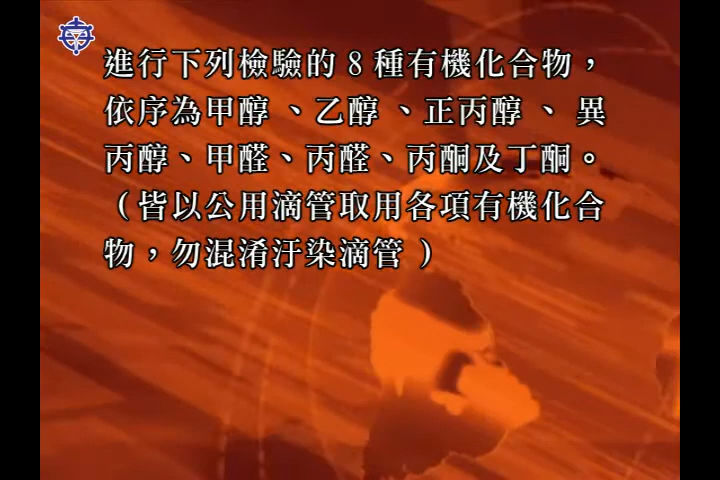 進行下列檢驗的 8 種有機化合物，
依序為甲醇 、乙醇 、正丙醇 、 異
丙醇、甲醛、丙醛、丙酮及丁酮。
（皆以公用滴管取用各項有機化合
物，勿混淆汙染滴管 ）